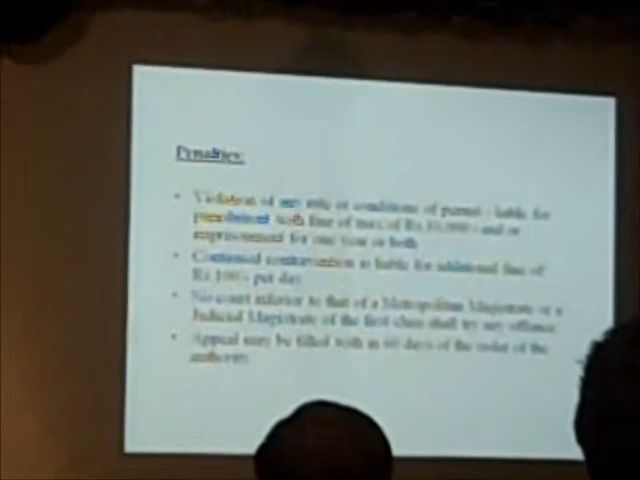 Penalties:
• Violation of any rule or conditions of permit - liable for
punishment with fine of max of Rs.10,000/- and or
imprisonment for one year or both
• Continued contravention is liable for additional fine of
Rs.100/- per day
• No court inferior to that of a Metropolitan Magistrate or a
Judicial Magistrate of the first class shall try any offence
• Appeal may be filled with in days of the order of the
authority